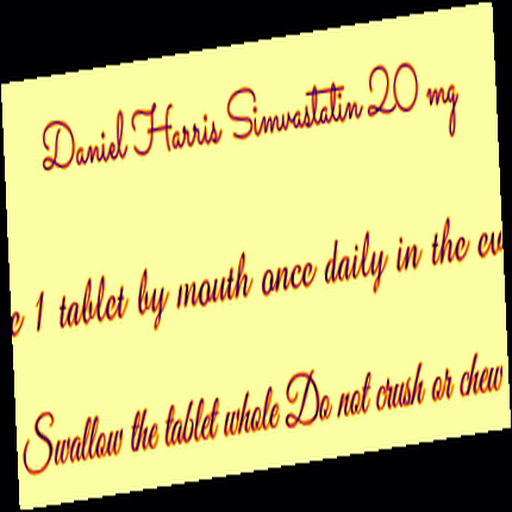 Daniel Harris Simvastatin 20 mg
1 tablet by mouth once daily in the
Swallow the tablet whole Do not crush or chew